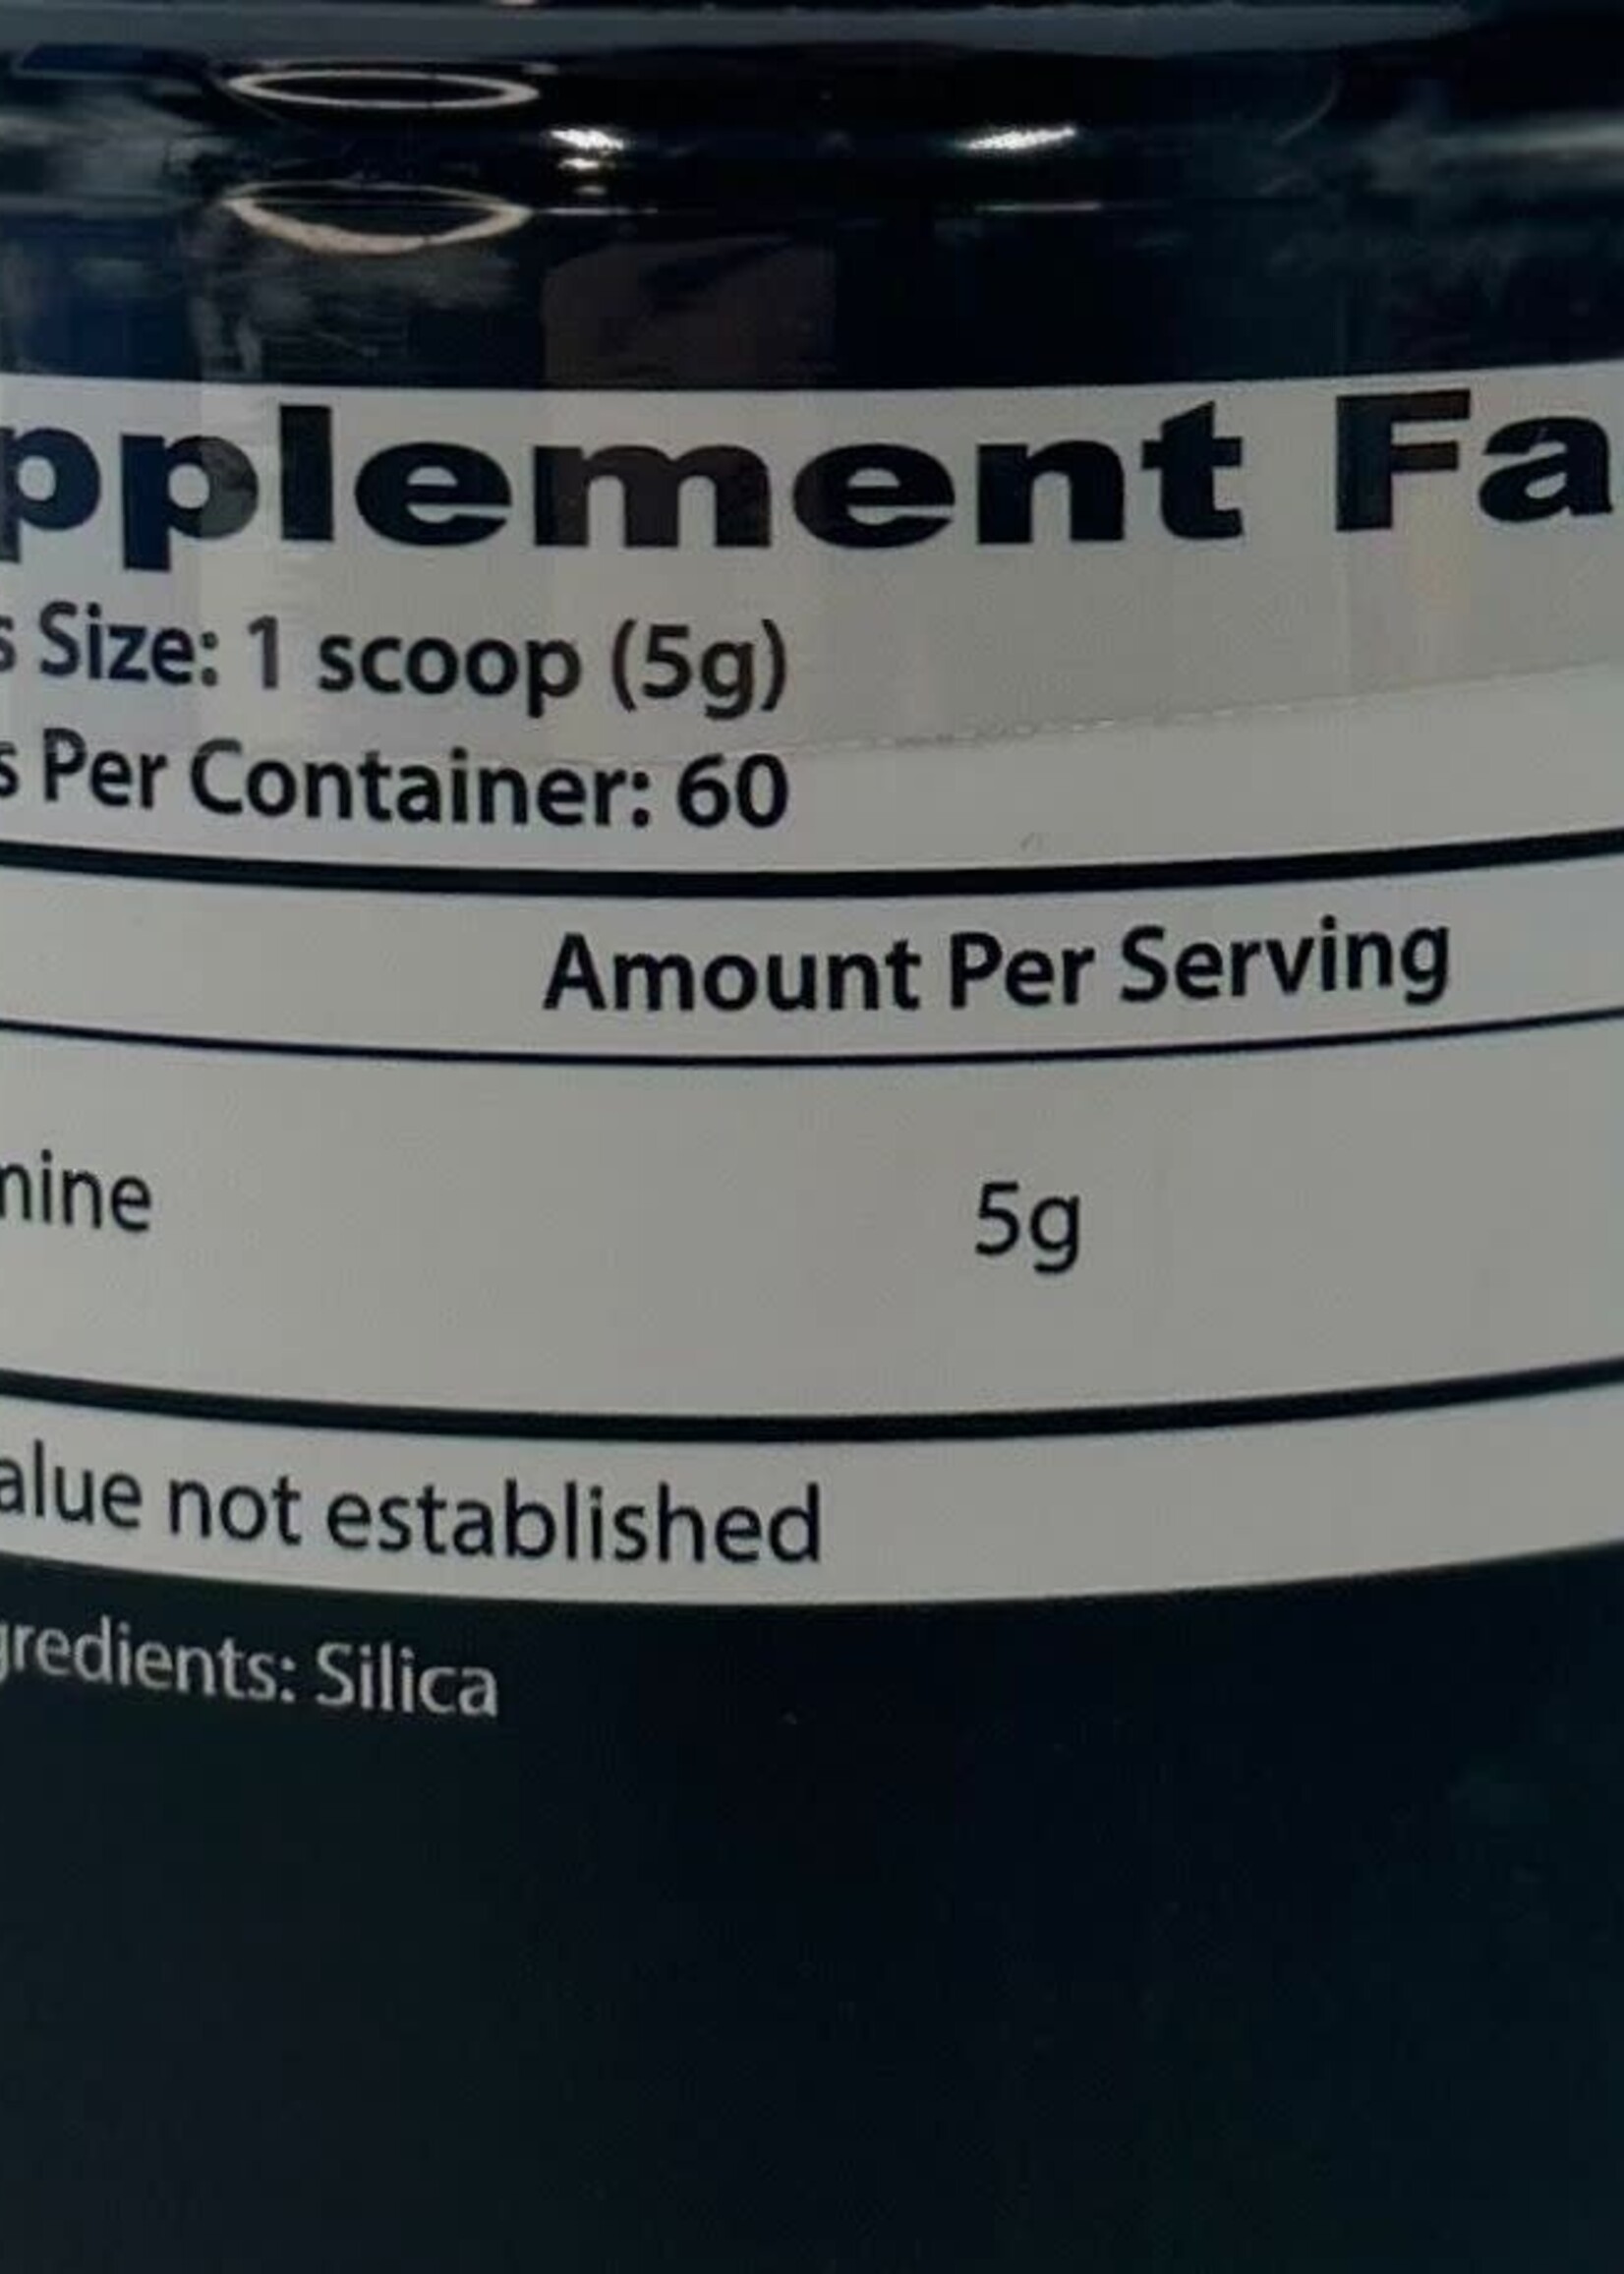 pplement Fa
s Size: 1 scoop (5g)
s Per Container: 60
Amount Per Serving
nine 5g
alue not established
gredients: Silica